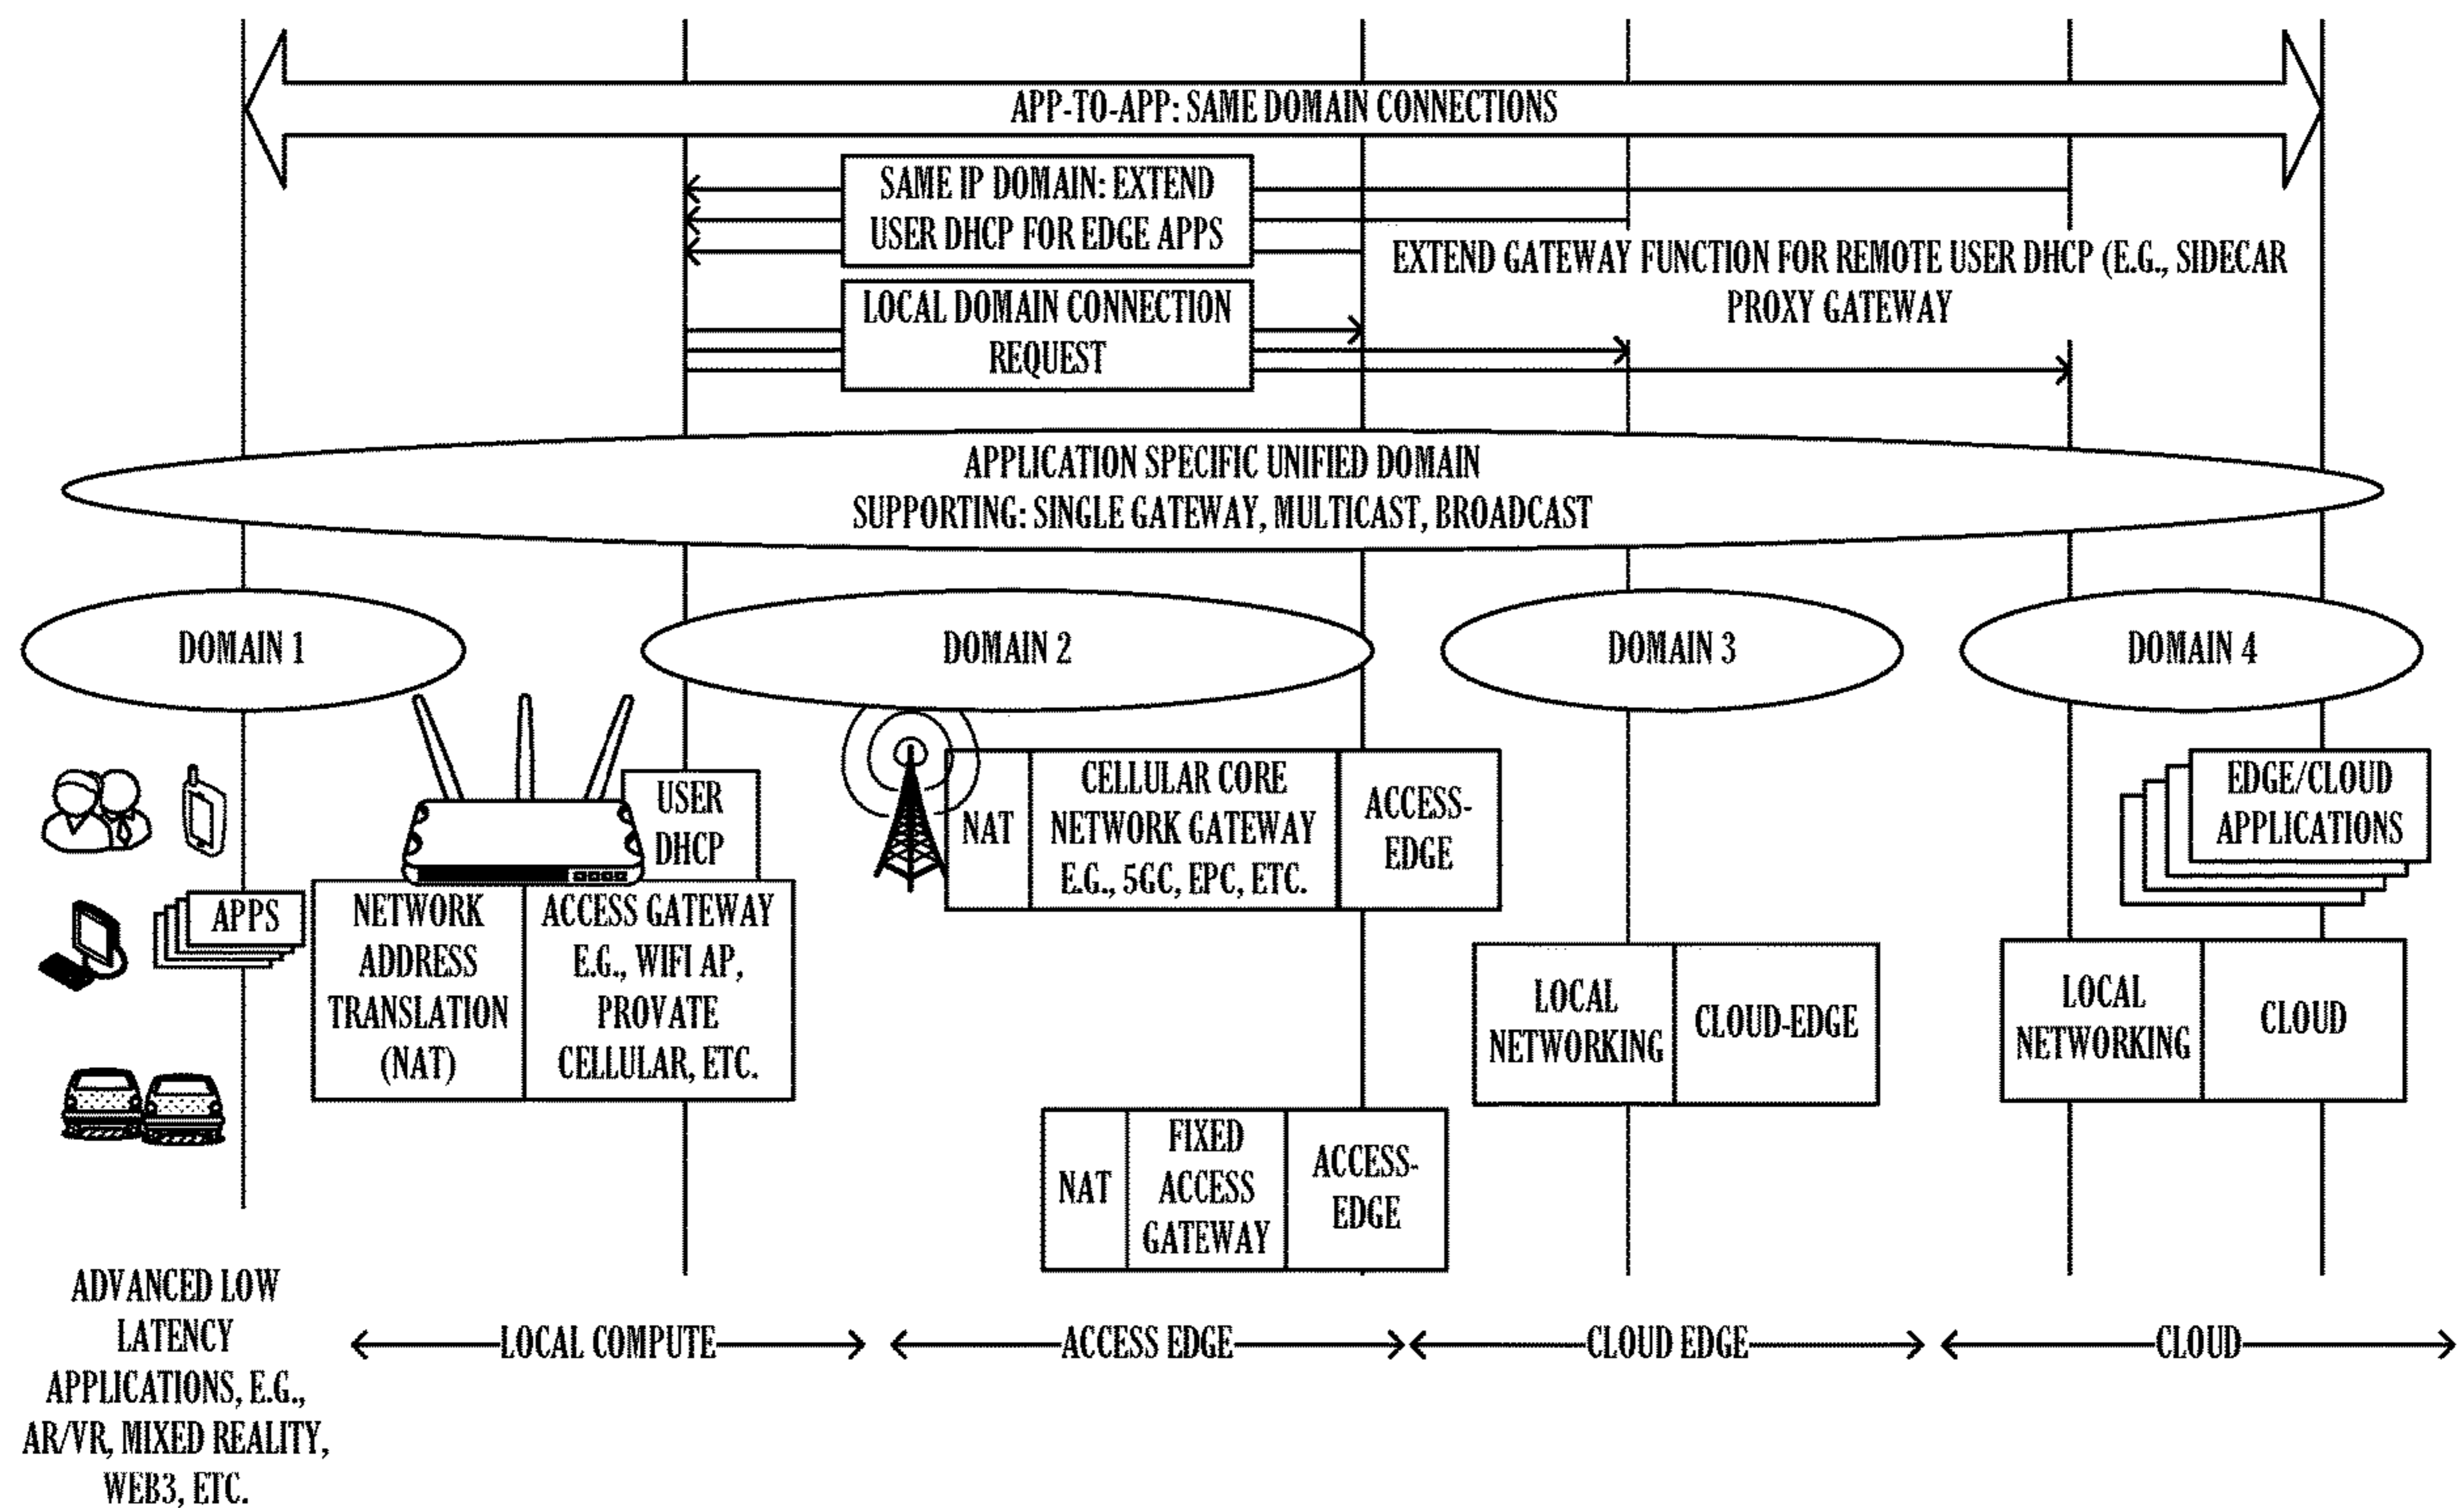 APP-TO-APP: SAME DOMAIN CONNECTIONS
SAME IP DOMAIN: EXTEND
USER DHCP FOR EDGE APPS
EXTEND GATEWAY FUNCTION FOR REMOTE USER DHCP (E.G., SIDECAR
PROXY GATEWAY
LOCAL DOMAIN CONNECTION
REQUEST
APPLICATION SPECIFIC UNIFIED DOMAIN
SUPPORTING: SINGLE GATEWAY, MULTICAST, BROADCAST
DOMAIN 1
DOMAIN 2
DOMAIN 3
DOMAIN 4
APPS
USER
DHCP
NETWORK
ADDRESS
TRANSLATION
(NAT)
ACCESS GATEWAY
E.G., WIFI AP,
PROVATE
CELLULAR, ETC.
NAT
CELLULAR CORE
NETWORK GATEWAY
E.G., 5GC, EPC, ETC.
ACCESS-
EDGE
NAT
FIXED
ACCESS
GATEWAY
ACCESS-
EDGE
LOCAL
NETWORKING
CLOUD-EDGE
EDGE/CLOUD
APPLICATIONS
LOCAL
NETWORKING
CLOUD
ADVANCED LOW
LATENCY
APPLICATIONS, E.G.,
AR/VR, MIXED REALITY,
WEB3, ETC.
LOCAL COMPUTE
ACCESS EDGE
CLOUD EDGE
CLOUD